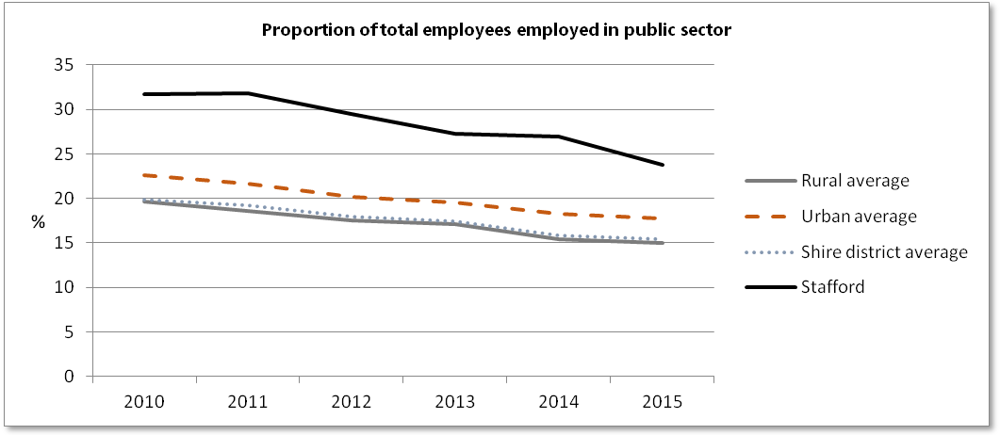 Proportion of total employees employed in public sector
35
30
25
20
15
10
5
0
%
2010 2011 2012 2013 2014 2015
Rural average
Urban average
Shire district average
Stafford